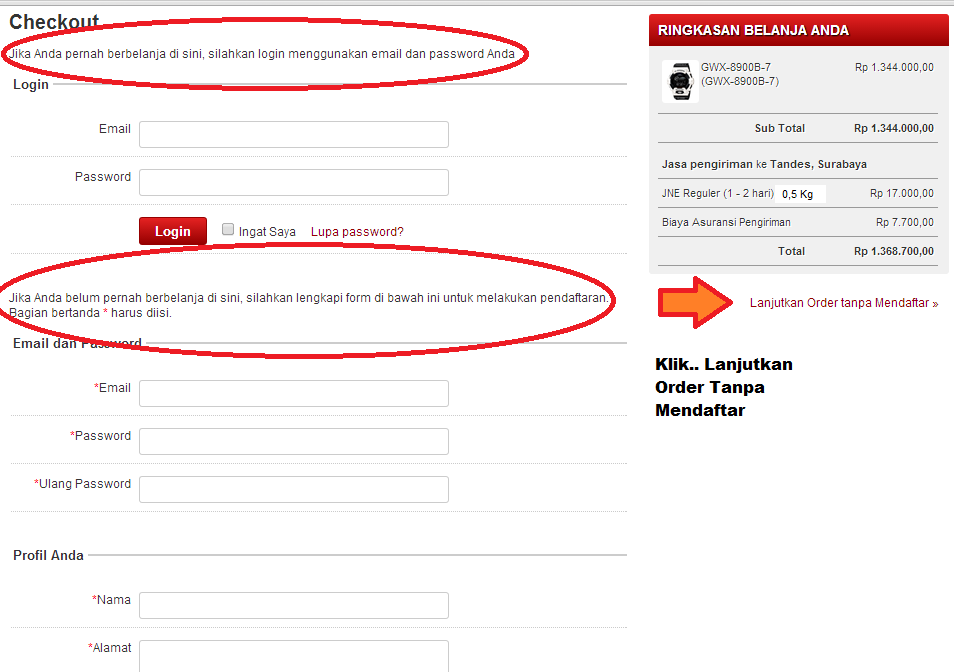 Checkout
Jika Anda pernah berbelanja di sini, silahkan login menggunakan email dan password Anda
Login
Email
Password
Login Ingat Saya Lupa password?
Jika Anda belum pernah berbelanja di sini, silahkan lengkapi form di bawah ini untuk melakukan pendaftaran.
Bagian bertanda * harus diisi.
Email dan Password
*Email
*Password
*Ulang Password
Profil Anda
*Nama
*Alamat
RINGKASAN BELANJA ANDA
GWX-8900B-7 Rp 1.344.000,00
(GWX-8900B-7)
Sub Total Rp 1.344.000,00
Jasa pengiriman ke Tandes, Surabaya
JNE Reguler (1 - 2 hari) 0,5 Kg Rp 17.000,00
Biaya Asuransi Pengiriman Rp 7.700,00
Total Rp 1.368.700,00
Lanjutkan Order tanpa Mendaftar »
Klik.. Lanjutkan
Order Tanpa
Mendaftar